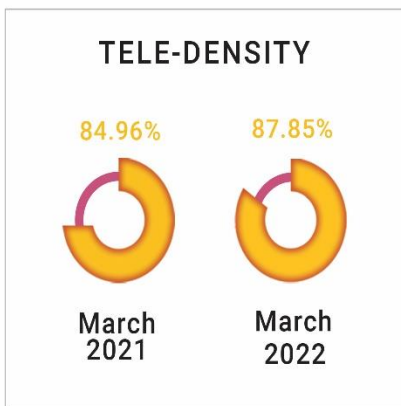 TELE-DENSITY
84.96%
87.85%
March
2021
March
2022